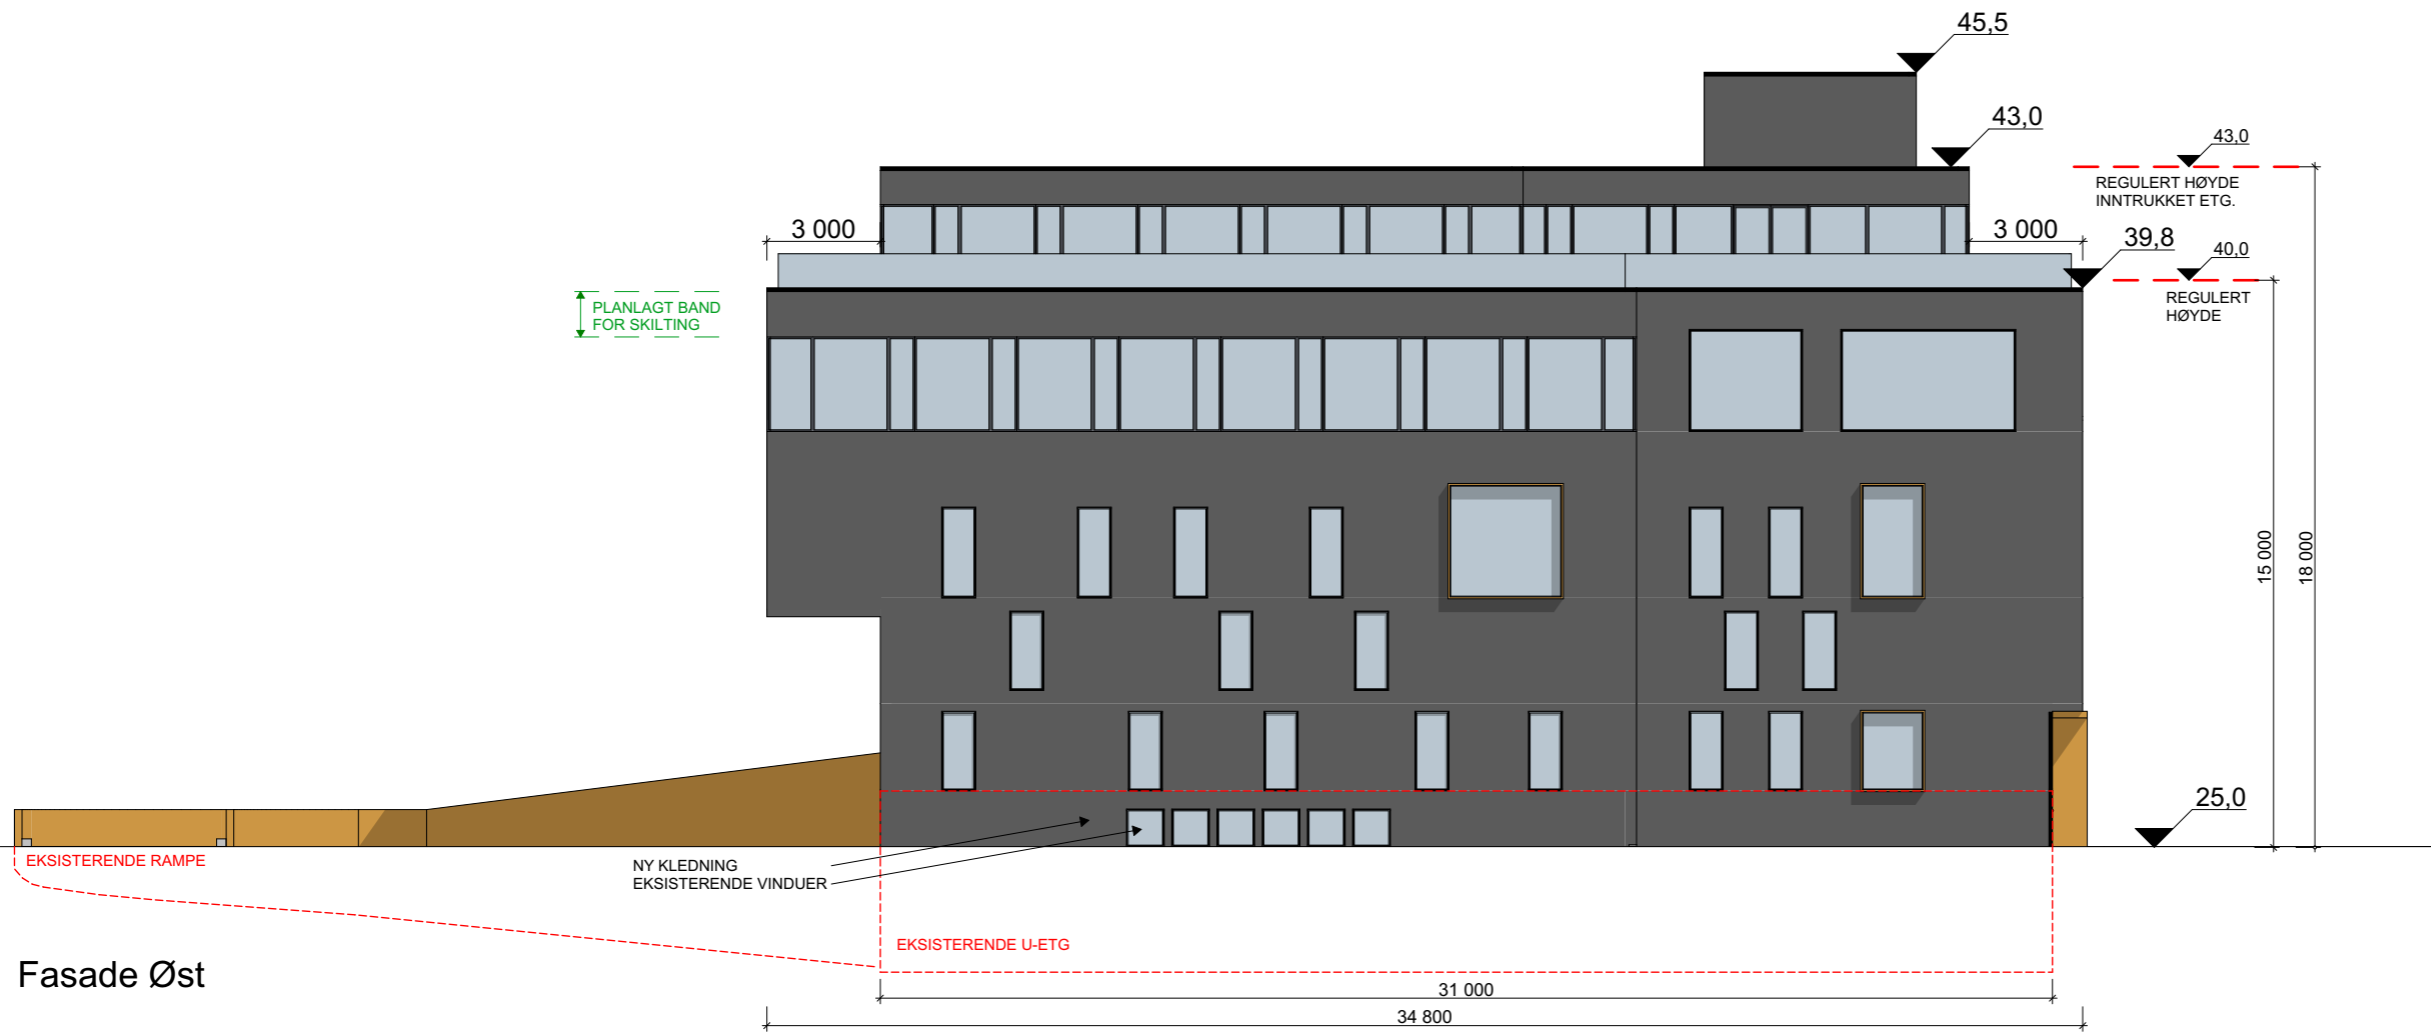 45,5
43,0
43,0
REGULERT HØYDE
INNTRUKKET ETG.
3 000
3 000
39,8
40,0
REGULERT
HØYDE
PLANLAGT BAND
FOR SKILTING
15 000
18 000
25,0
EKSISTERENDE RAMPE
NY KLEDNING
EKSISTERENDE VINDUER
EKSISTERENDE U-ETG
Fasade Øst
31 000
34 800